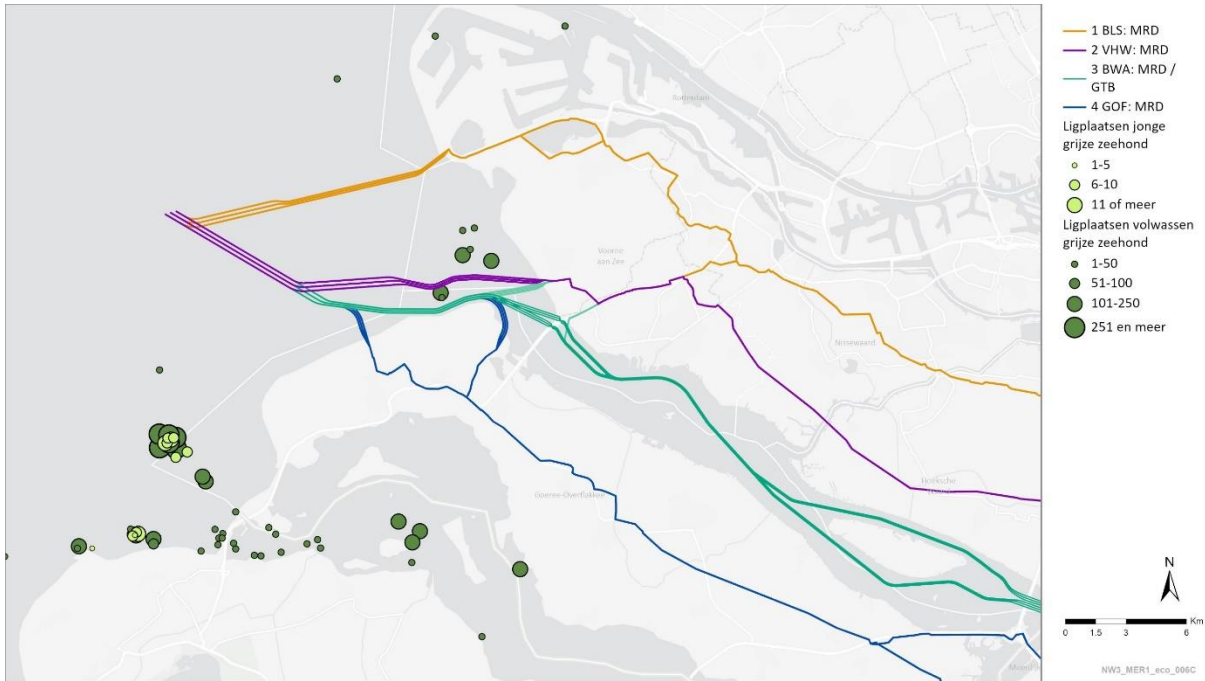 1 BLS: MRD
2 VHW: MRD
3 BWA: MRD /
GTB
4 GOF: MRD
Ligplaatsen jonge
grijze zeehond
1-5
6-10
11 of meer
Ligplaatsen volwassen
grijze zeehond
1-50
51-100
101-250
251 en meer
Rotterdam
Voorne
aan Zee
Nissewaard
Hoeksche
Goeree-Overflakkee
N
0 1.5 3 6 Km
NW3_MER1_eco_006C